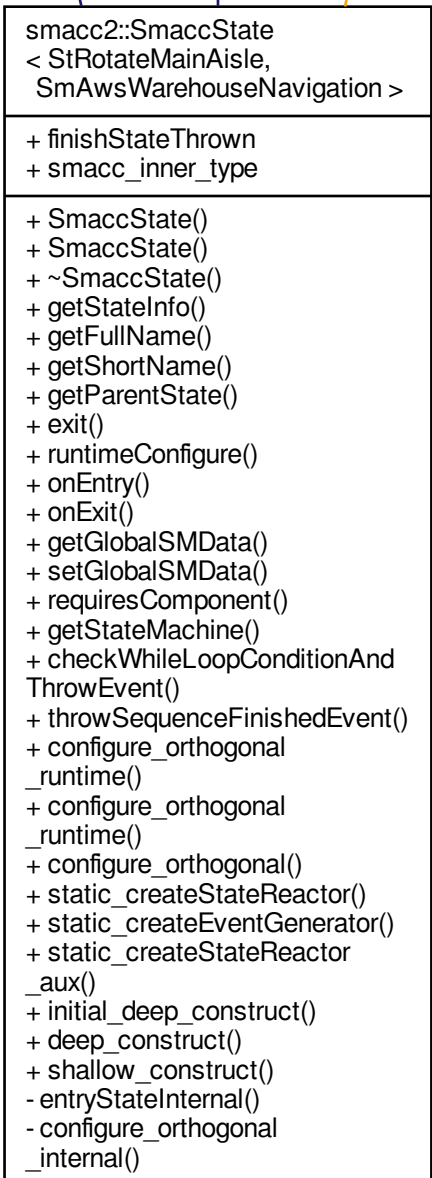 smacc2::SmaccState
< StRotateMainAisle,
SmAwsWarehouseNavigation >
+ finishStateThrown
+ smacc_inner_type
+ SmaccState()
+ SmaccState()
+ ~SmaccState()
+ getStateInfo()
+ getFullName()
+ getShortName()
+ getParentState()
+ exit()
+ runtimeConfigure()
+ onEntry()
+ onExit()
+ getGlobalSMData()
+ setGlobalSMData()
+ requiresComponent()
+ getStateMachine()
+ checkWhileLoopConditionAnd
ThrowEvent()
+ throwSequenceFinishedEvent()
+ configure_orthogonal
_runtime()
+ configure_orthogonal
_runtime()
+ configure_orthogonal()
+ static_createStateReactor()
+ static_createEventGenerator()
+ static_createStateReactor
_aux()
+ initial_deep_construct()
+ deep_construct()
+ shallow_construct()
- entryStateInternal()
- configure_orthogonal
_internal()